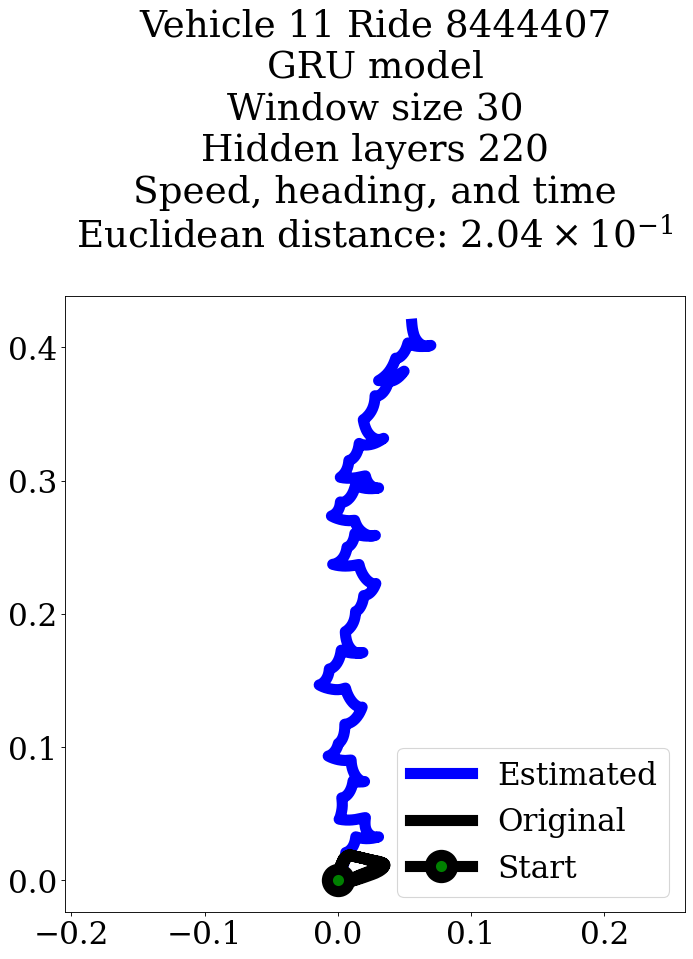 Vehicle 11 Ride 8444407
GRU model
Window size 30
Hidden layers 220
Speed, heading, and time
Euclidean distance: 2.04 × 10⁻¹
0.4
0.3
0.2
0.1
0.0
Estimated
Original
Start
−0.2 −0.1 0.0 0.1 0.2